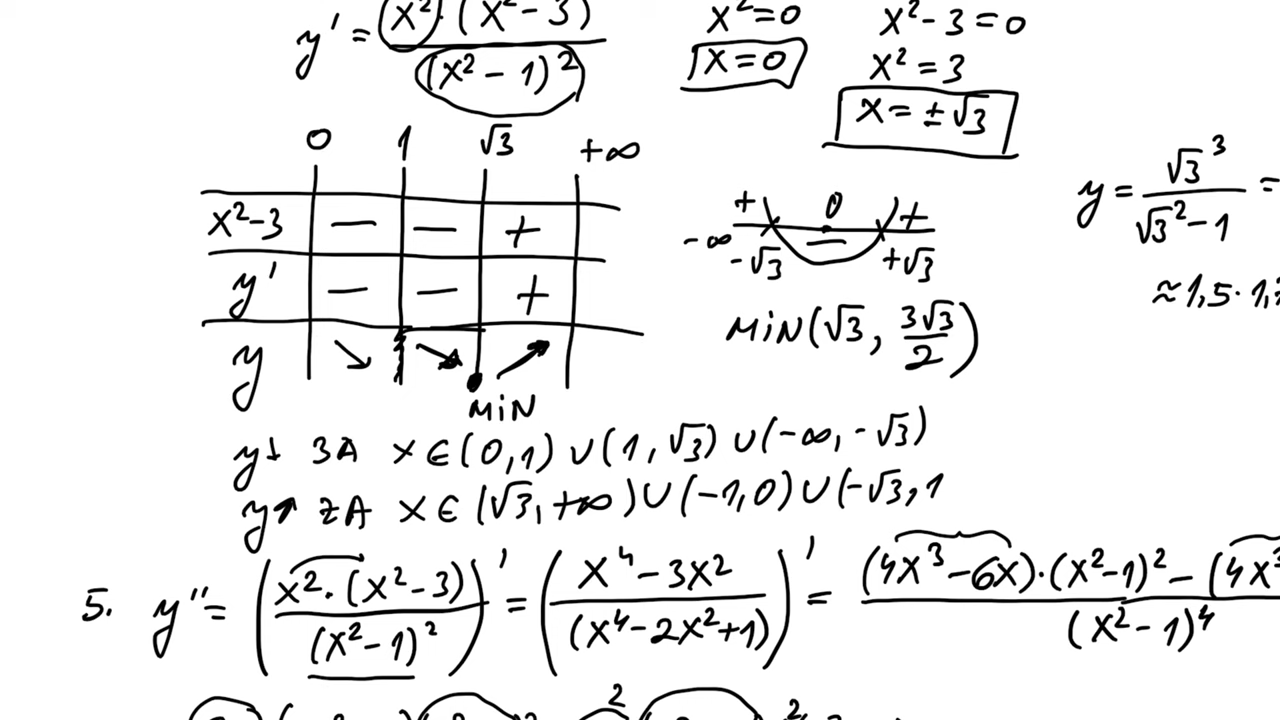 y' = x² · (x² - 3) / (x² - 1)²
x² = 0
x = 0
x² - 3 = 0
x² = 3
x = ±√3
0 1 √3 +∞
x² - 3 — — +
y' — — +
y ↘ ↘ ↗
MIN
+ 0 +
-∞ -√3 — +√3
MIN(√3, 3√3/2)
y = √3³ / √3² - 1 =
≈ 1,5 · 1,
y↓ ЗА x ∈ (0,1) ∪ (1, √3) ∪ (-∞, -√3)
y↗ ZA x ∈ (√3, +∞) ∪ (-1,0) ∪ (-√3, 1
5. y'' = (x² · (x² - 3) / (x² - 1)²)' = (x⁴ - 3x² / (x⁴ - 2x² + 1))' = (4x³ - 6x) · (x² - 1)² - (4x³ / (x² - 1)⁴